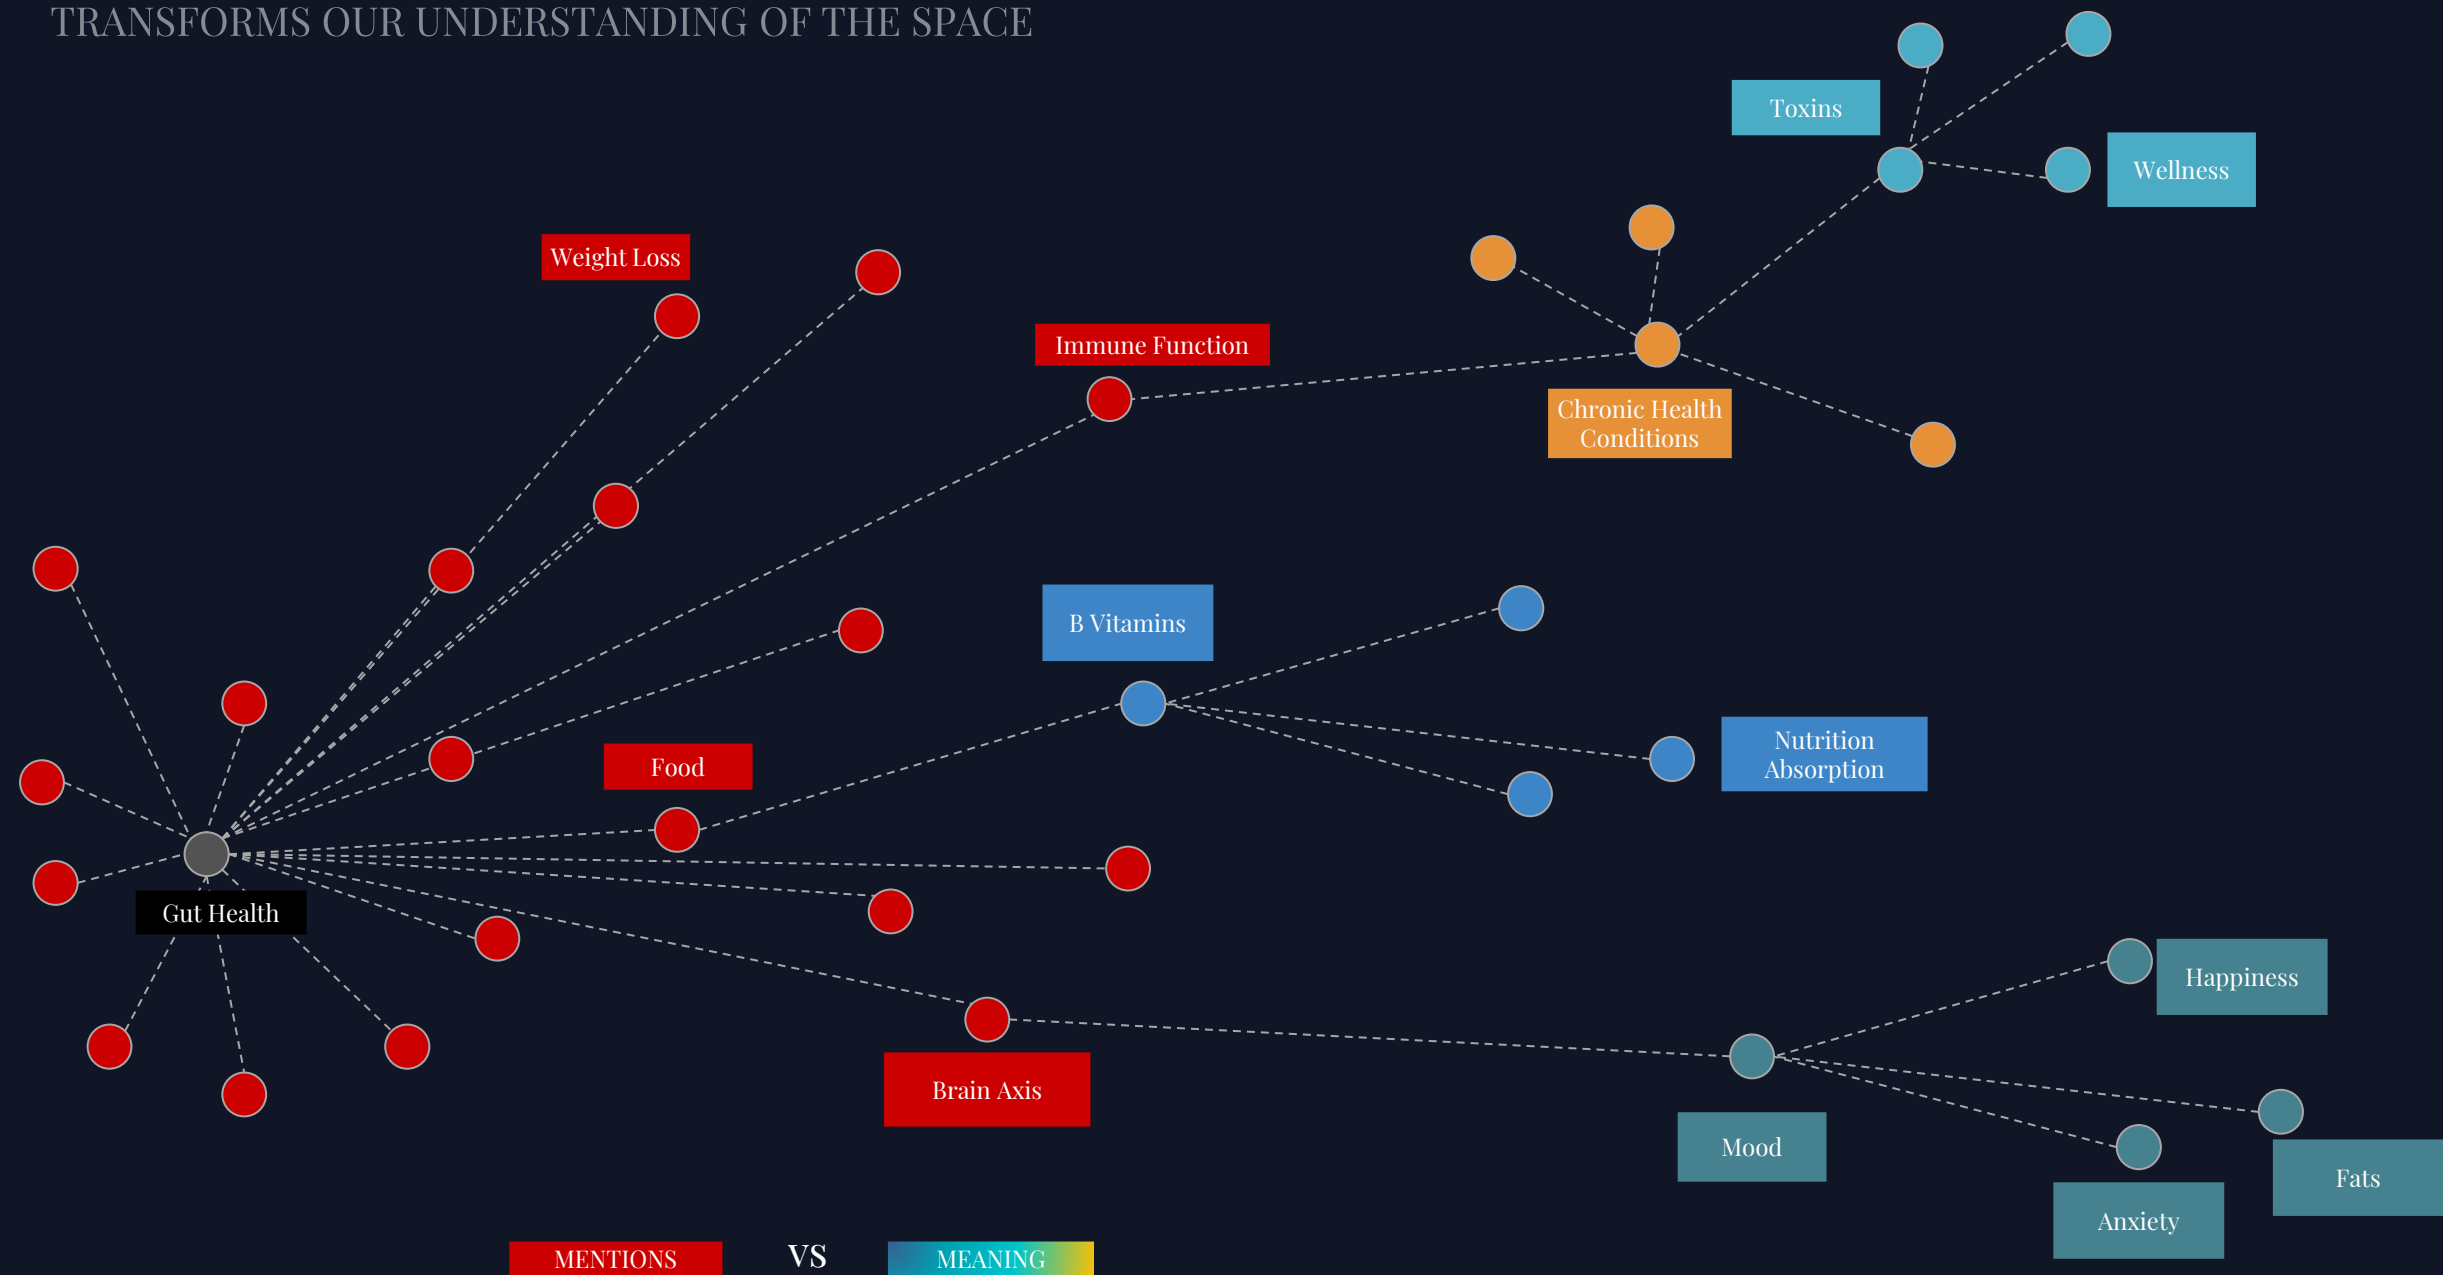 TRANSFORMS OUR UNDERSTANDING OF THE SPACE
Toxins
Wellness
Weight Loss
Immune Function
Chronic Health
Conditions
B Vitamins
Nutrition
Absorption
Food
Gut Health
Happiness
Brain Axis
Mood
Fats
Anxiety
MENTIONS VS MEANING